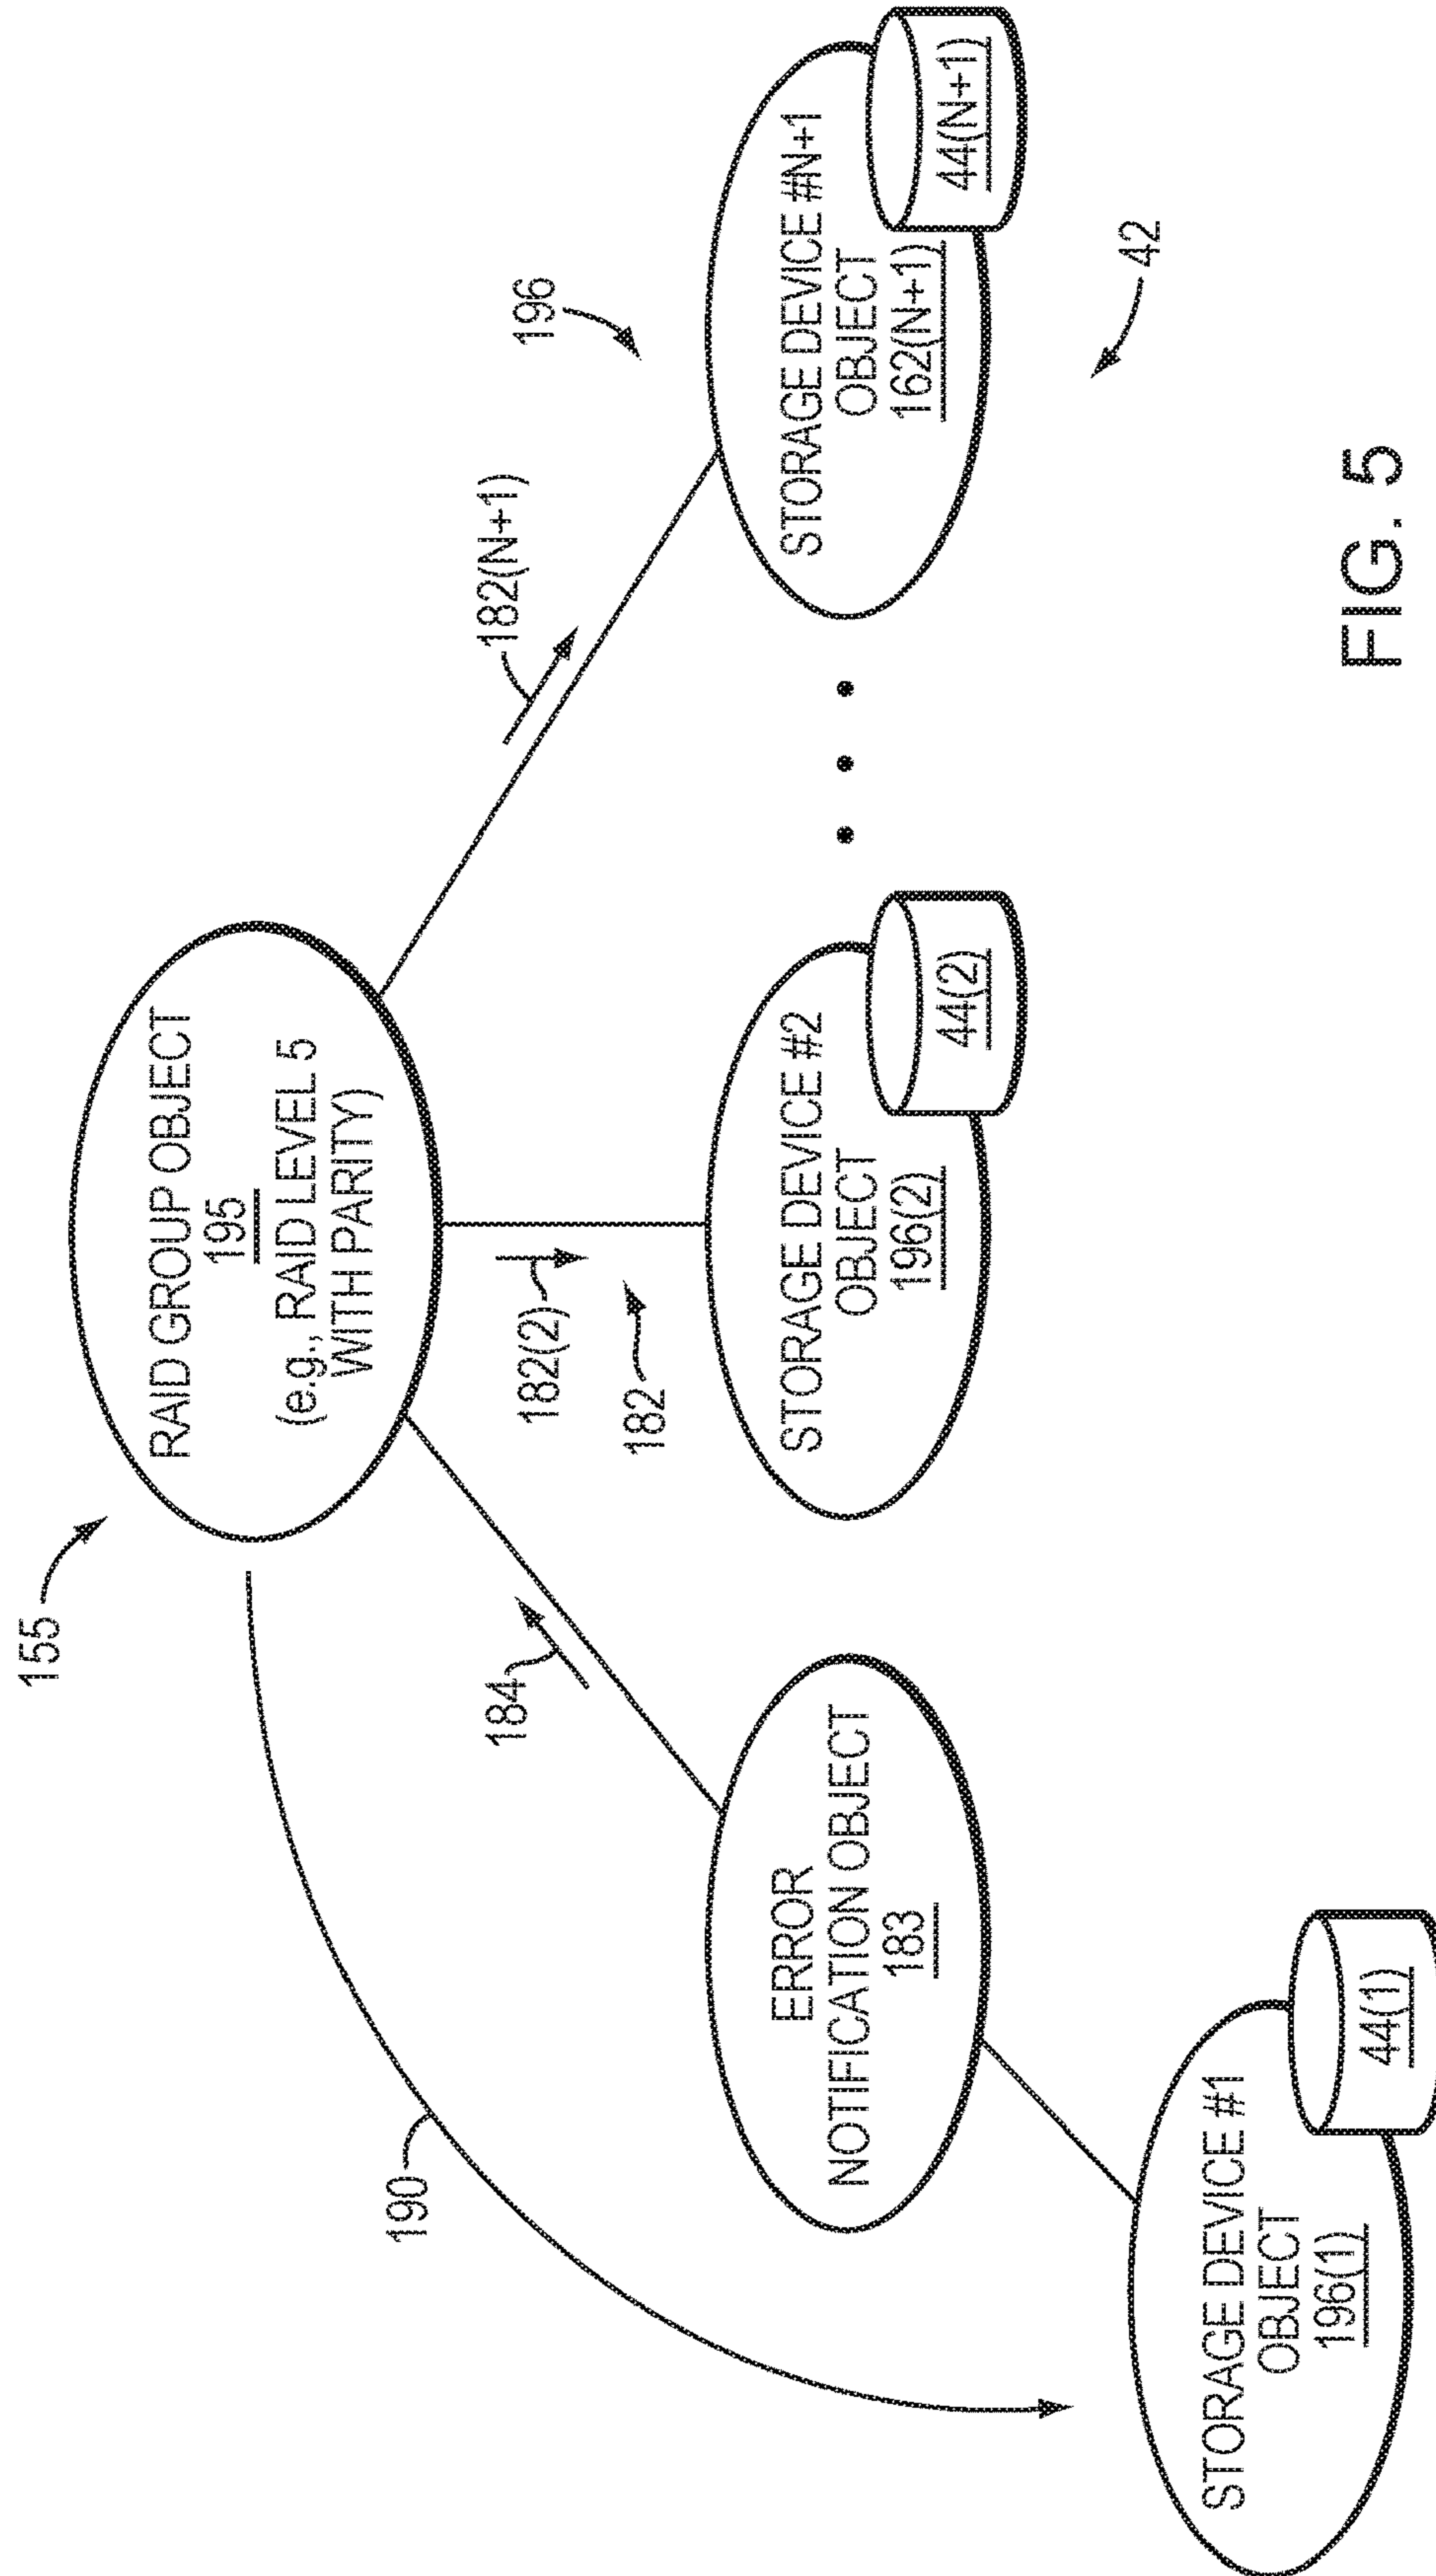 155
RAID GROUP OBJECT
195
(e.g., RAID LEVEL 5
WITH PARITY)
190
184
182(2)
182
182(N+1)
196
ERROR
NOTIFICATION OBJECT
183
STORAGE DEVICE #2
OBJECT
196(2)
44(2)
STORAGE DEVICE #N+1
OBJECT
162(N+1)
44(N+1)
42
STORAGE DEVICE #1
OBJECT
196(1)
44(1)
FIG. 5